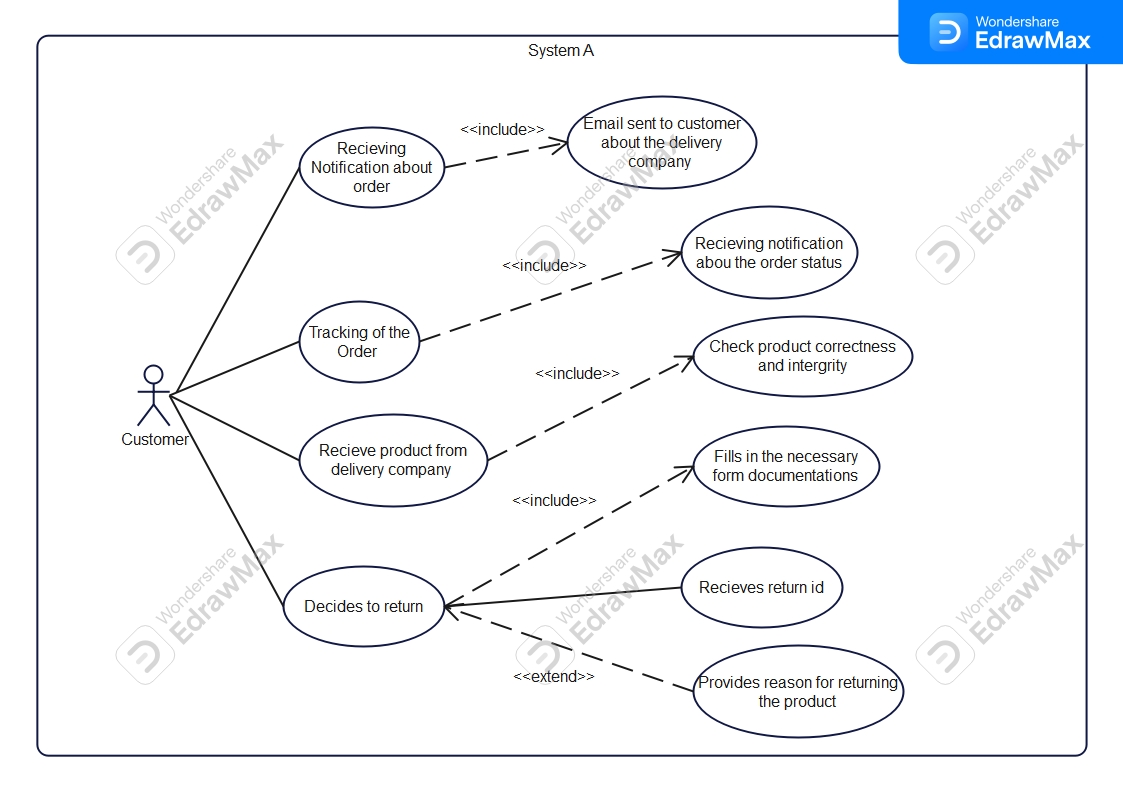 Wondershare
EdrawMax
System A
<<include>>
Email sent to customer
about the delivery
company
Recieving
Notification about
order
<<include>>
Recieving notification
abou the order status
Tracking of the
Order
<<include>>
Check product correctness
and intergrity
Customer
Recieve product from
delivery company
<<include>>
Fills in the necessary
form documentations
Decides to return
Recieves return id
<<extend>>
Provides reason for returning
the product
Wondershare
EdrawMax
Wondershare
EdrawMax
Wondershare
EdrawMax
Wondershare
EdrawMax
Wondershare
EdrawMax
Wondershare
EdrawMax